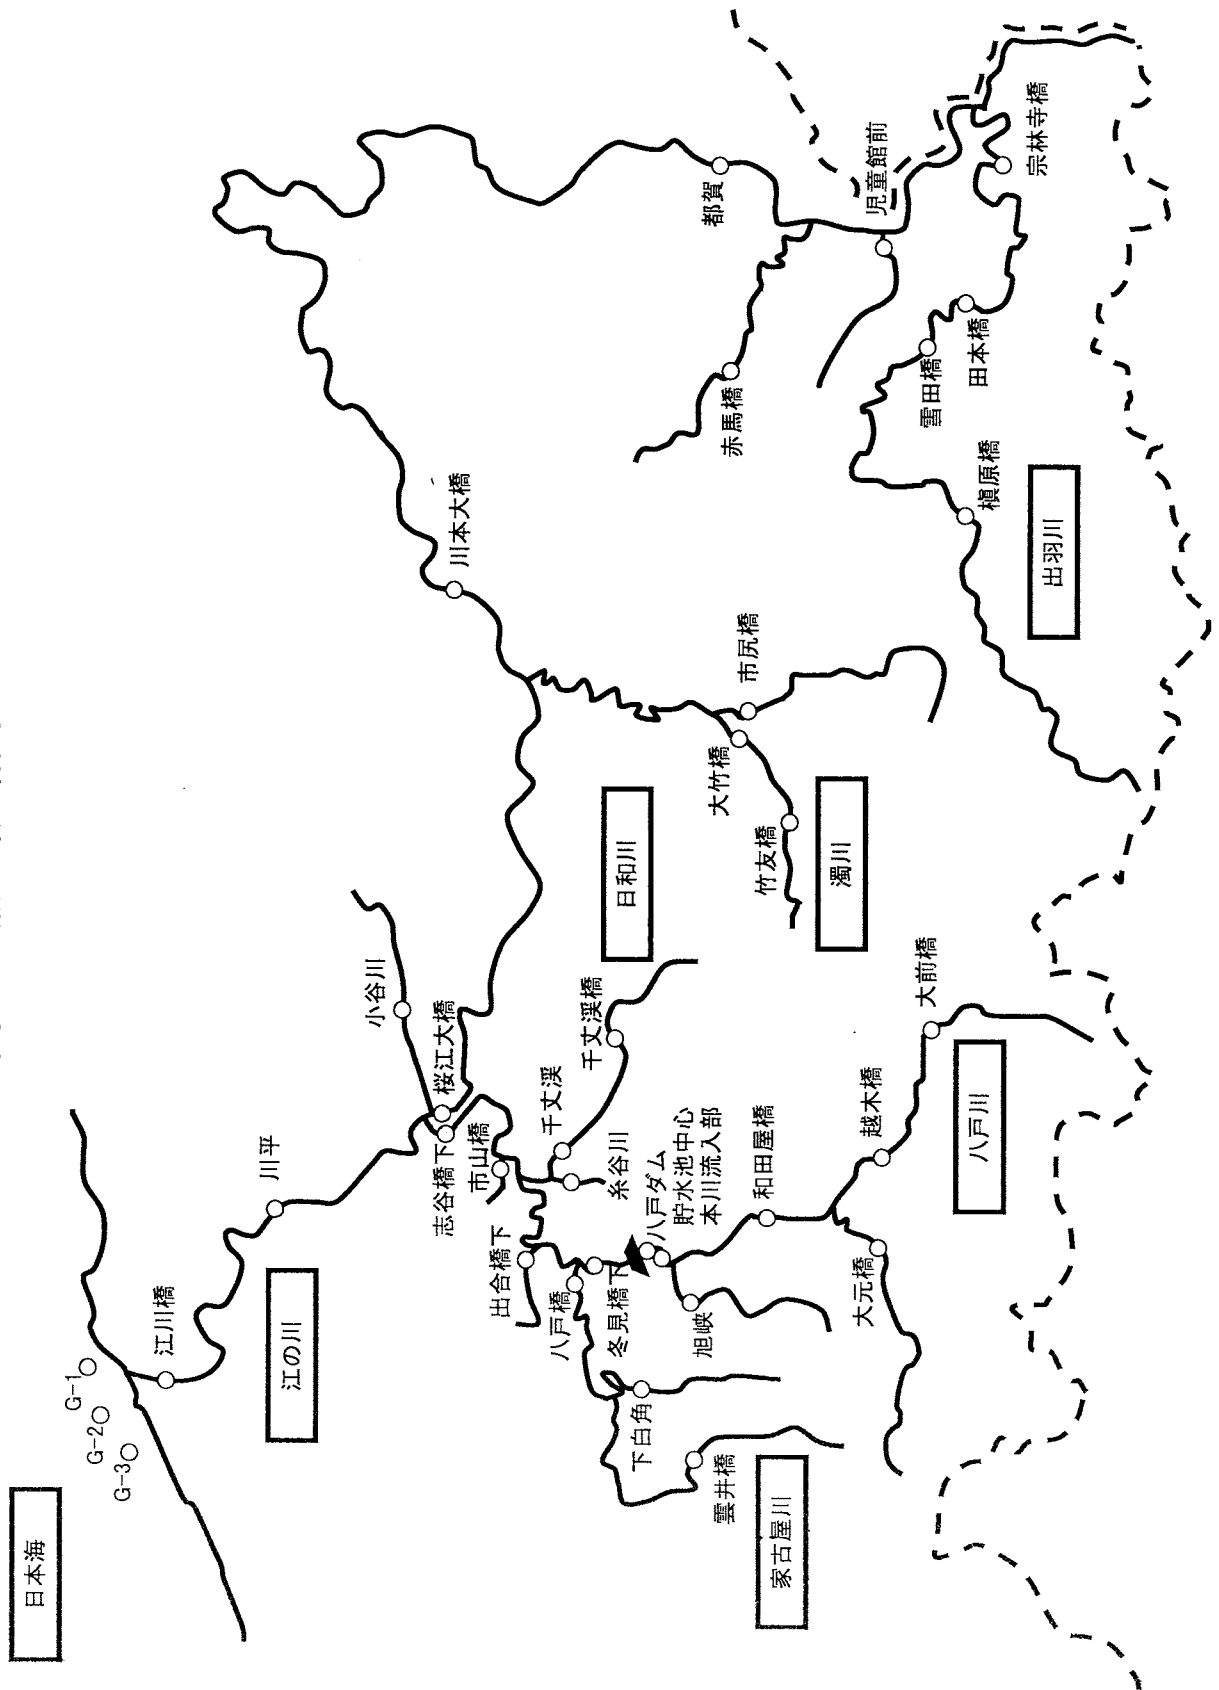 日本海
G-1
G-2
G-3
江川橋
江の川
川平
小谷川
桜江大橋
志谷橋下
市山橋
川本大橋
都賀
児童館前
宗林寺橋
赤馬橋
雪田橋
田本橋
槇原橋
出羽川
市尻橋
大竹橋
竹友橋
濁川
日和川
千丈渓橋
千丈渓
糸谷川
八戸ダム
貯水池中心
本川流入部
和田屋橋
越木橋
大前橋
八戸川
大元橋
出合橋下
八戸橋
冬見橋下
旭峡
下白角
雲井橋
家古屋川